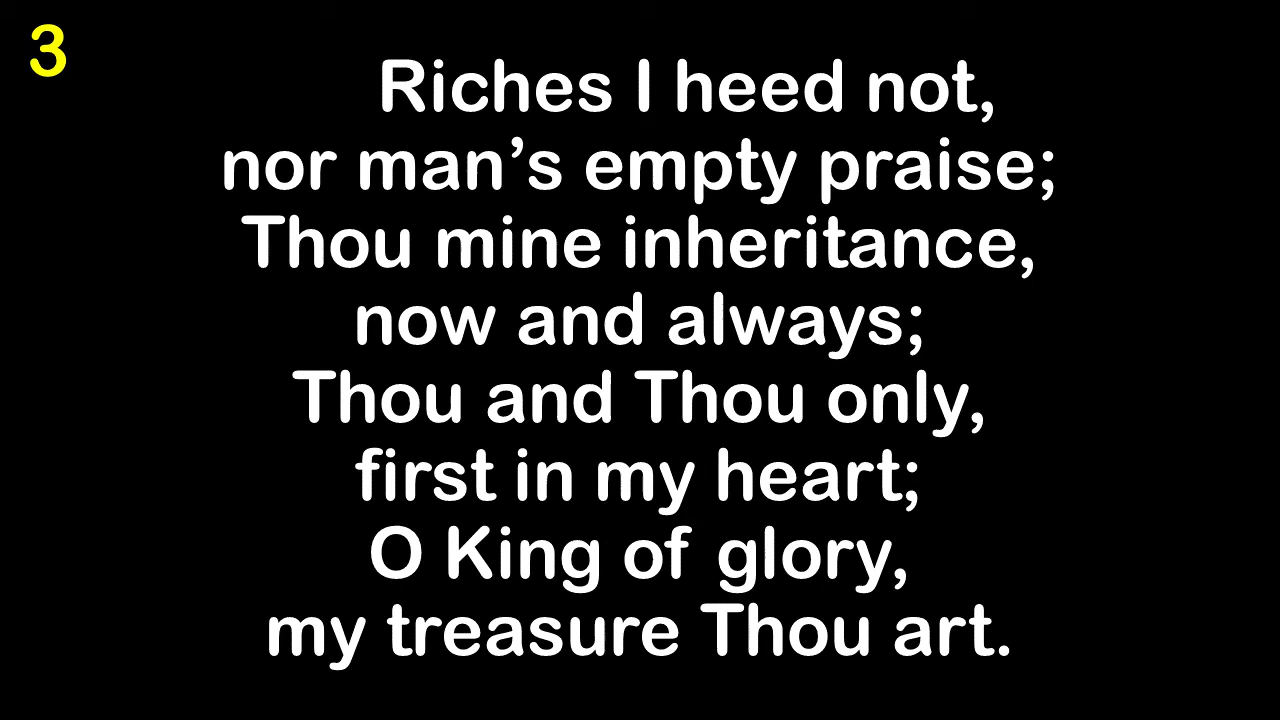 3
Riches I heed not,
nor man’s empty praise;
Thou mine inheritance,
now and always;
Thou and Thou only,
first in my heart;
O King of glory,
my treasure Thou art.